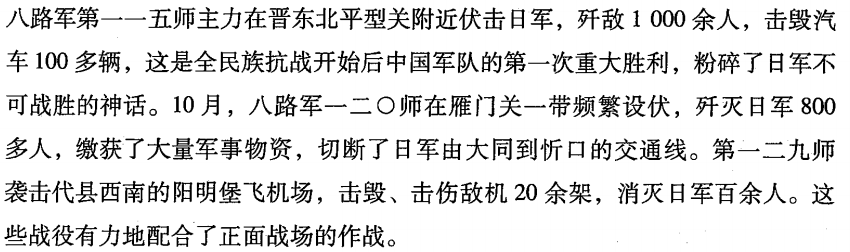 八路军第一一五师主力在晋东北平型关附近伏击日军，歼敌 1 000 余人，击毁汽
车 100 多辆，这是全民族抗战开始后中国军队的第一次重大胜利，粉碎了日军不
可战胜的神话。10 月，八路军一二〇师在雁门关一带频繁设伏，歼灭日军 800
多人，缴获了大量军事物资，切断了日军由大同到忻口的交通线。第一二九师
袭击代县西南的阳明堡飞机场，击毁、击伤敌机 20 余架，消灭日军百余人。这
些战役有力地配合了正面战场的作战。